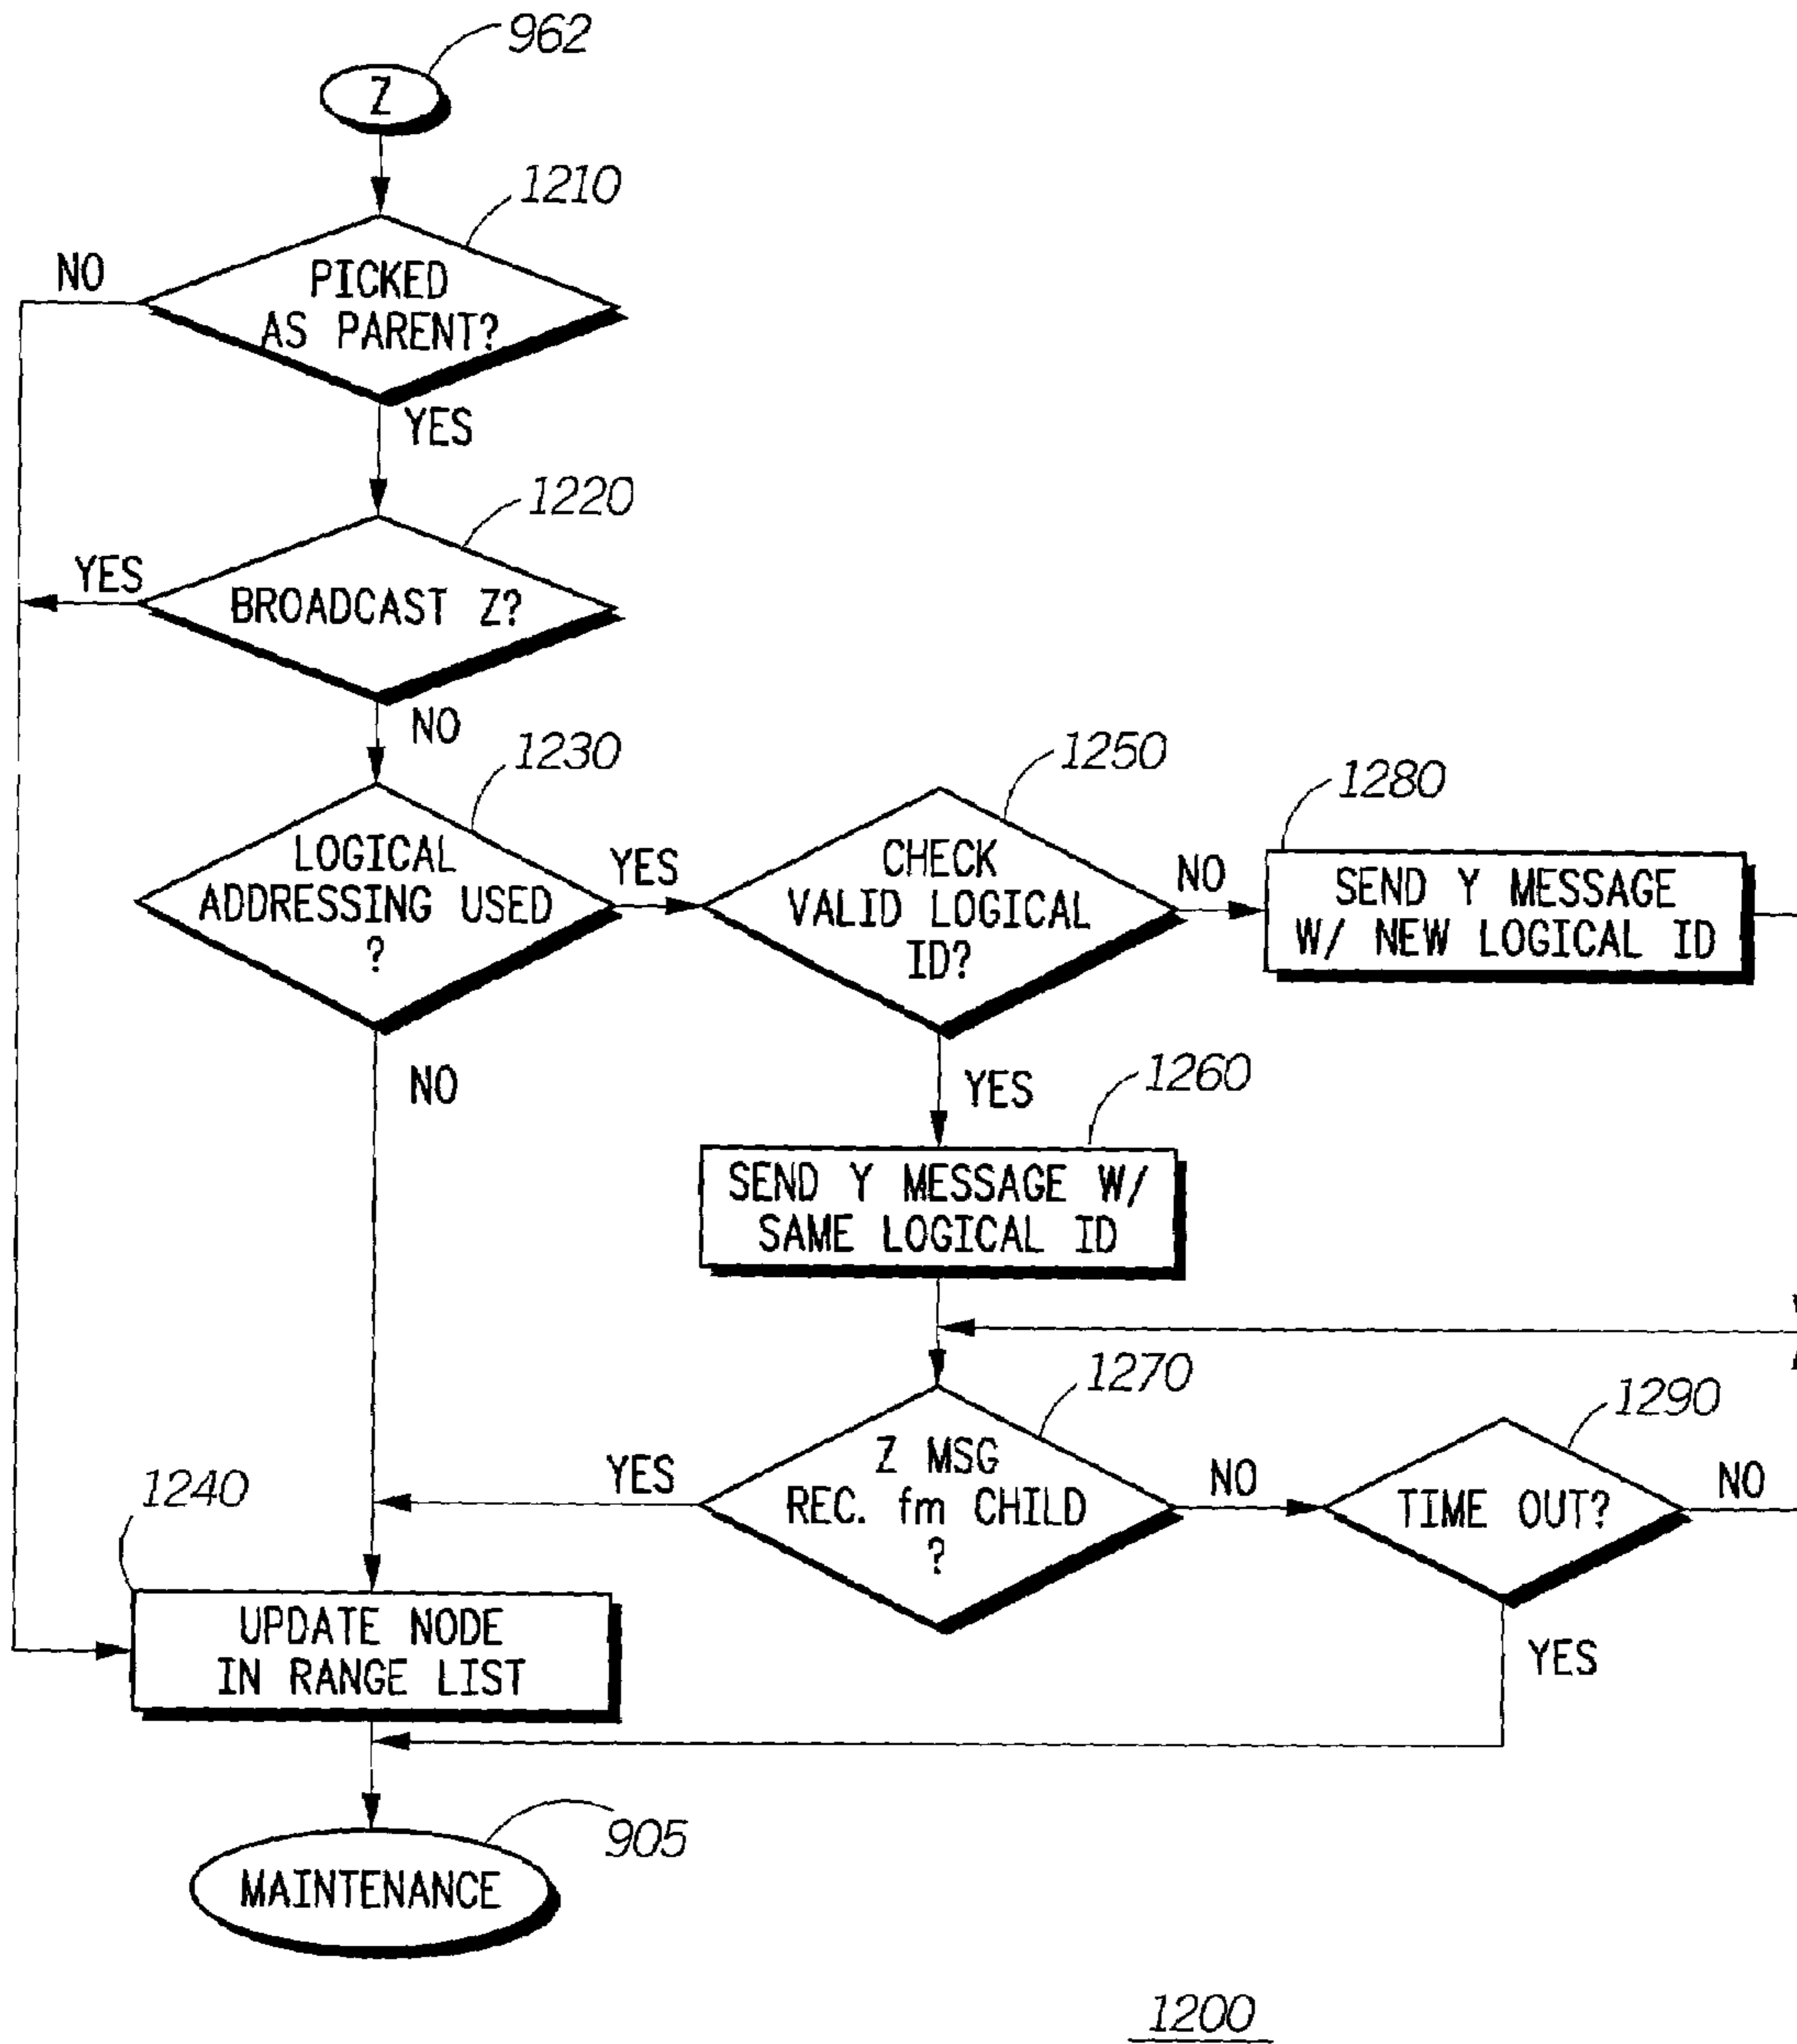 962
Z
1210
NO
PICKED
AS PARENT?
YES
1220
YES
BROADCAST Z?
NO
1230
1250
1280
LOGICAL
ADDRESSING USED
?
YES
CHECK
VALID LOGICAL
ID?
NO
SEND Y MESSAGE
W/ NEW LOGICAL ID
NO
YES
1260
SEND Y MESSAGE W/
SAME LOGICAL ID
1270
1290
1240
YES
Z MSG
REC. fm CHILD
?
NO
TIME OUT?
NO
UPDATE NODE
IN RANGE LIST
YES
905
MAINTENANCE
1200